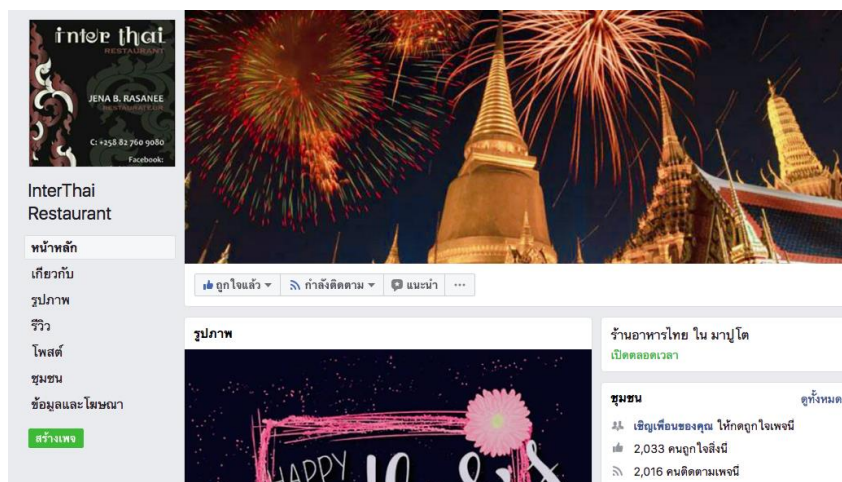 inter thai
RESTAURANT
JENA B. RASANEE
RESTAURATEUR
C: +258 82 760 9080
Facebook:
InterThai
Restaurant
หน้าหลัก
เกี่ยวกับ
รูปภาพ
รีวิว
โพสต์
ชุมชน
ข้อมูลและโฆษณา
สร้างเพจ
ถูกใจแล้ว
กำลังติดตาม
แนะนำ
รูปภาพ
HAPPY
ร้านอาหารไทย ใน มาปูโต
เปิดตลอดเวลา
ชุมชน ดูทั้งหมด
เชิญเพื่อนของคุณ ให้กดถูกใจเพจนี้
2,033 คนถูกใจสิ่งนี้
2,016 คนติดตามเพจนี้